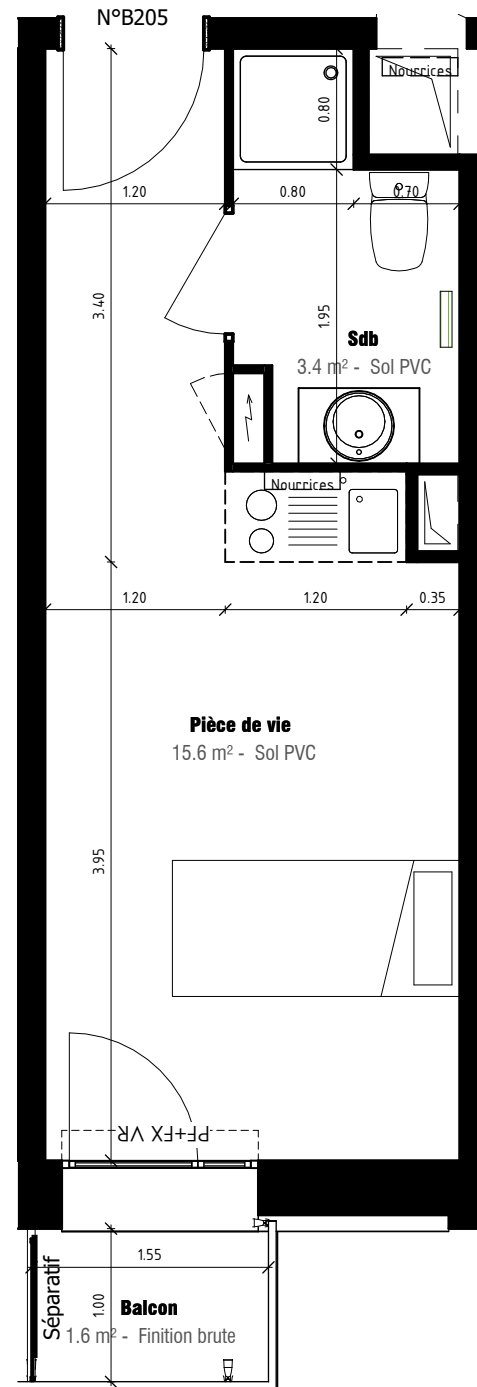 N°B205
Nourrices
0.80
1.20
0.80
0.70
3.40
1.95
Sdb
3.4 m² - Sol PVC
Nourrices
1.20
1.20
0.35
Pièce de vie
15.6 m² - Sol PVC
3.95
PF+FX VR
1.55
Séparatif
1.00
Balcon
1.6 m² - Finition brute